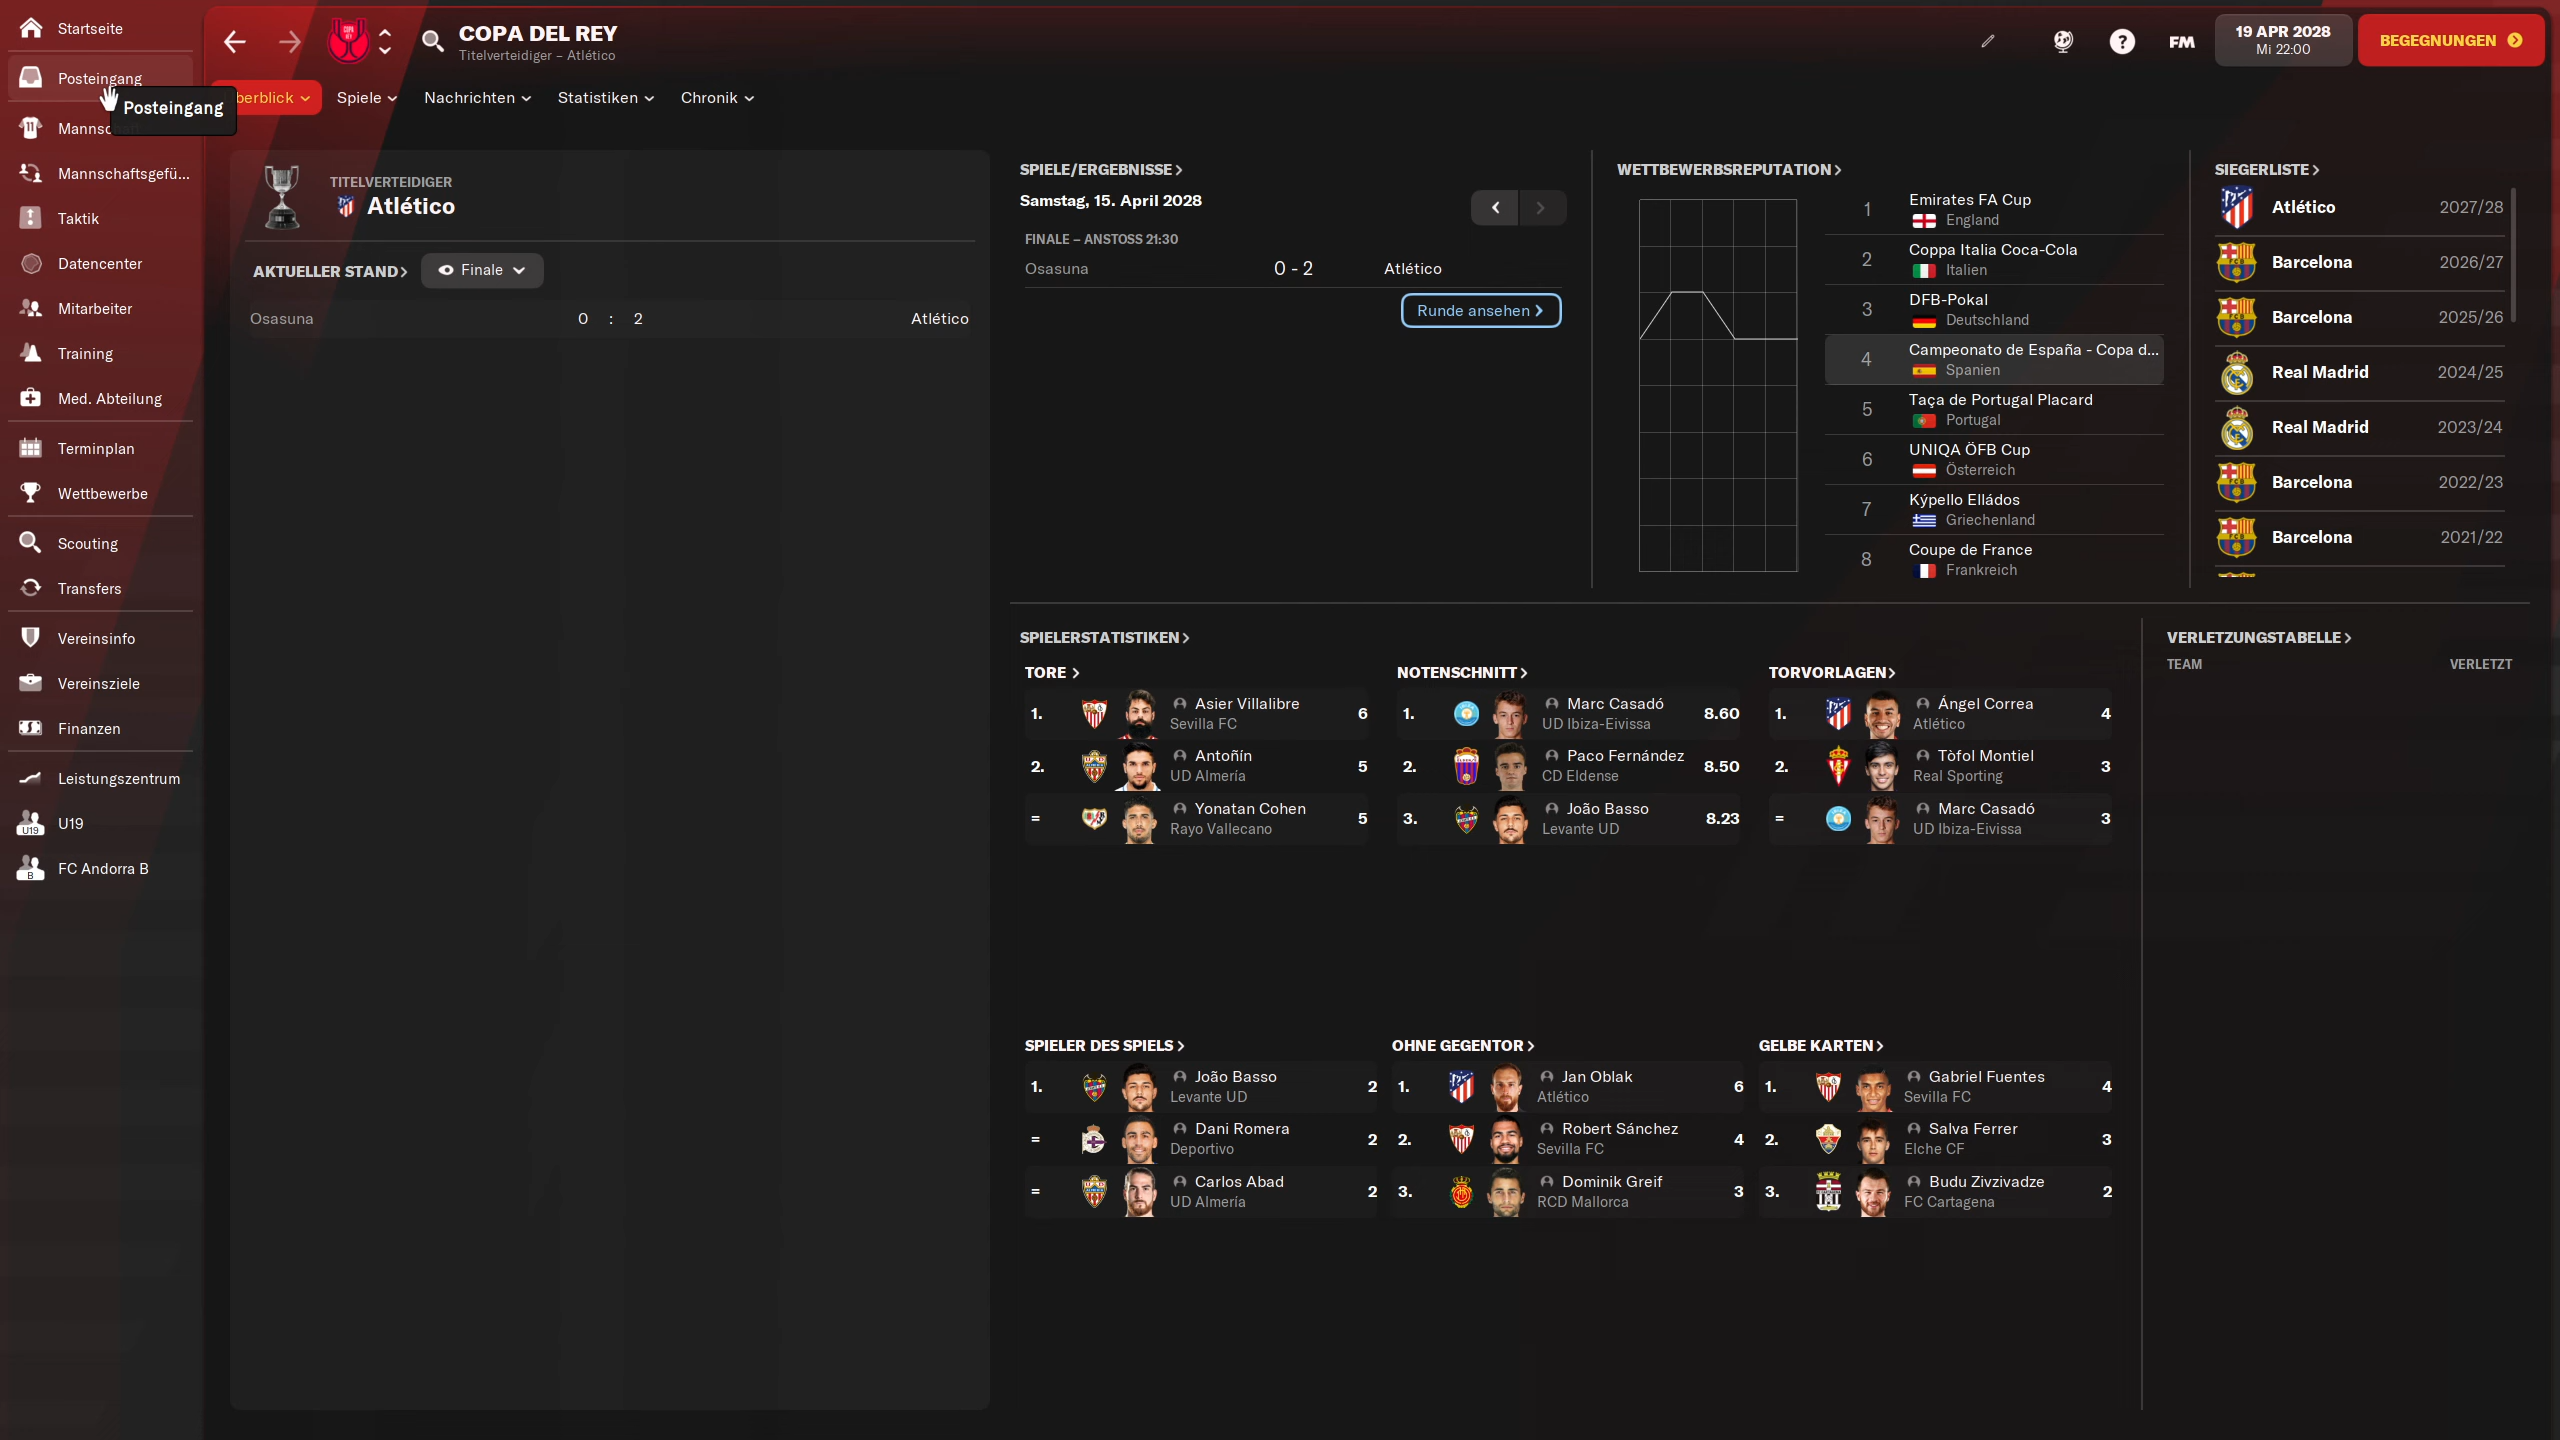 Startseite
Posteingang
Posteingang
Mannsc
Mannschaftsgefü...
Taktik
Datencenter
Mitarbeiter
Training
Med. Abteilung
Terminplan
Wettbewerbe
Scouting
Transfers
Vereinsinfo
Vereinsziele
Finanzen
Leistungszentrum
U19
U19
B
FC Andorra B
COPA DEL REY
Titelverteidiger – Atlético
FM
19 APR 2028
Mi 22:00
BEGEGNUNGEN
berblick
Spiele
Nachrichten
Statistiken
Chronik
TITELVERTEIDIGER
Atlético
AKTUELLER STAND
Finale
Osasuna 0 : 2 Atlético
SPIELE/ERGEBNISSE
Samstag, 15. April 2028
FINALE – ANSTOSS 21:30
Osasuna 0 - 2 Atlético
Runde ansehen
WETTBEWERBSREPUTATION
1 Emirates FA Cup
England
2 Coppa Italia Coca-Cola
Italien
3 DFB-Pokal
Deutschland
4 Campeonato de España - Copa d...
Spanien
5 Taça de Portugal Placard
Portugal
6 UNIQA ÖFB Cup
Österreich
7 Kýpello Elládos
Griechenland
8 Coupe de France
Frankreich
SIEGERLISTE
Atlético 2027/28
Barcelona 2026/27
Barcelona 2025/26
Real Madrid 2024/25
Real Madrid 2023/24
Barcelona 2022/23
Barcelona 2021/22
SPIELERSTATISTIKEN
TORE
1. Asier Villalibre 6
Sevilla FC
2. Antoñín 5
UD Almería
= Yonatan Cohen 5
Rayo Vallecano
NOTENSCHNITT
1. Marc Casadó 8.60
UD Ibiza-Eivissa
2. Paco Fernández 8.50
CD Eldense
3. João Basso 8.23
Levante UD
TORVORLAGEN
1. Ángel Correa 4
Atlético
2. Tòfol Montiel 3
Real Sporting
= Marc Casadó 3
UD Ibiza-Eivissa
VERLETZUNGSTABELLE
TEAM VERLETZT
SPIELER DES SPIELS
1. João Basso 2
Levante UD
= Dani Romera 2
Deportivo
= Carlos Abad 2
UD Almería
OHNE GEGENTOR
1. Jan Oblak 6
Atlético
2. Robert Sánchez 4
Sevilla FC
3. Dominik Greif 3
RCD Mallorca
GELBE KARTEN
1. Gabriel Fuentes 4
Sevilla FC
2. Salva Ferrer 3
Elche CF
3. Budu Zivzivadze 2
FC Cartagena